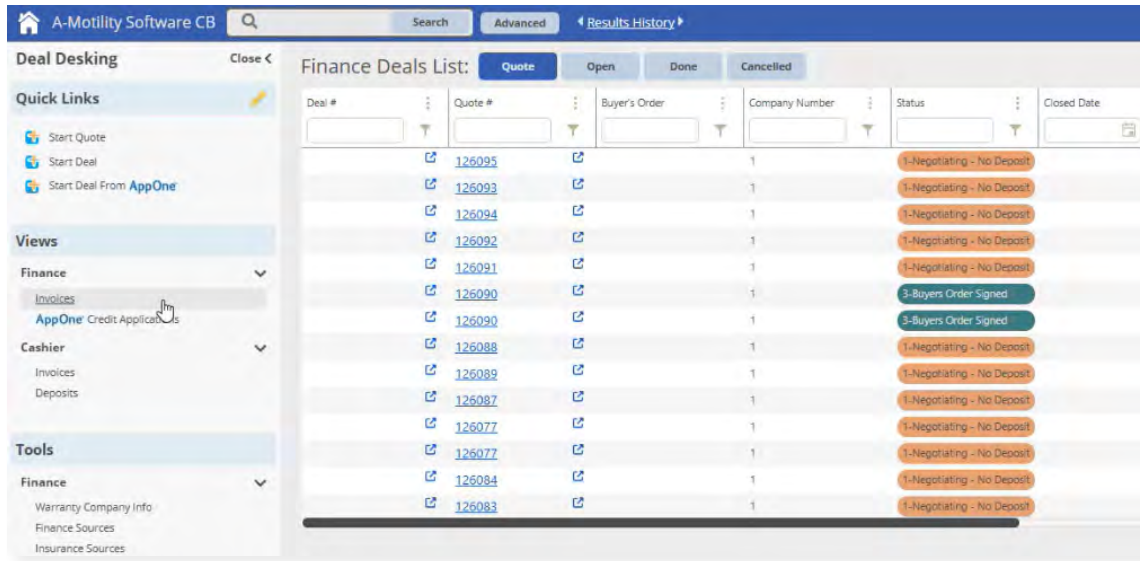 A-Motility Software CB Search Advanced Results History
Deal Desking Close <
Finance Deals List: Quote Open Done Cancelled
Quick Links
Deal # Quote # Buyer's Order Company Number Status Closed Date
Start Quote
Start Deal
Start Deal From AppOne
126095 1 1-Negotiating - No Deposit
126093 1 1-Negotiating - No Deposit
126094 1 1-Negotiating - No Deposit
126092 1 1-Negotiating - No Deposit
126091 1 1-Negotiating - No Deposit
126090 1 3-Buyers Order Signed
126090 1 3-Buyers Order Signed
126088 1 1-Negotiating - No Deposit
126089 1 1-Negotiating - No Deposit
126087 1 1-Negotiating - No Deposit
126077 1 1-Negotiating - No Deposit
126077 1 1-Negotiating - No Deposit
126084 1 1-Negotiating - No Deposit
126083 1 1-Negotiating - No Deposit
Views
Finance
Invoices
AppOne Credit Applications
Cashier
Invoices
Deposits
Tools
Finance
Warranty Company Info
Finance Sources
Insurance Sources